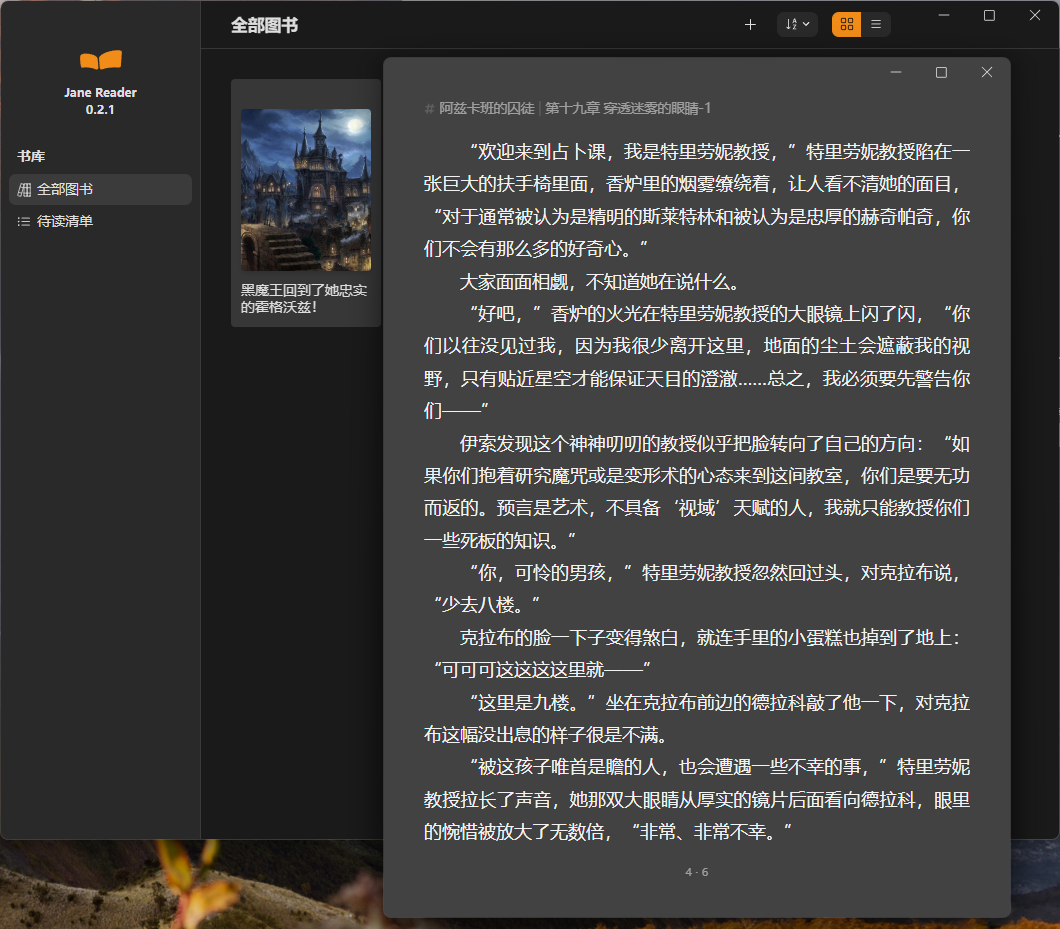 全部图书
Jane Reader
0.2.1
书库
全部图书
待读清单
黑魔王回到了她忠实
的霍格沃兹！
# 阿兹卡班的囚徒 | 第十九章 穿透迷雾的眼睛-1
“欢迎来到占卜课，我是特里劳妮教授，”特里劳妮教授陷在一
张巨大的扶手椅里面，香炉里的烟雾缭绕着，让人看不清她的面目，
“对于通常被认为是精明的斯莱特林和被认为是忠厚的赫奇帕奇，你
们不会有那么多的好奇心。”
大家面面相觑，不知道她在说什么。
“好吧，”香炉的火光在特里劳妮教授的大眼镜上闪了闪，“你
们以往没见过我，因为我很少离开这里，地面的尘土会遮蔽我的视
野，只有贴近星空才能保证天目的澄澈……总之，我必须要先警告你
们——”
伊索发现这个神神叨叨的教授似乎把脸转向了自己的方向：“如
果你们抱着研究魔咒或是变形术的心态来到这间教室，你们是要无功
而返的。预言是艺术，不具备‘视域’天赋的人，我就只能教授你们
一些死板的知识。”
“你，可怜的男孩，”特里劳妮教授忽然回过头，对克拉布说，
“少去八楼。”
克拉布的脸一下子变得煞白，就连手里的小蛋糕也掉到了地上：
“可可可这这这这里就——”
“这里是九楼。”坐在克拉布前边的德拉科敲了他一下，对克拉
布这幅没出息的样子很是不满。
“被这孩子唯首是瞻的人，也会遭遇一些不幸的事，”特里劳妮
教授拉长了声音，她那双大眼睛从厚实的镜片后面看向德拉科，眼里
的惋惜被放大了无数倍，“非常、非常不幸。”
4 · 6